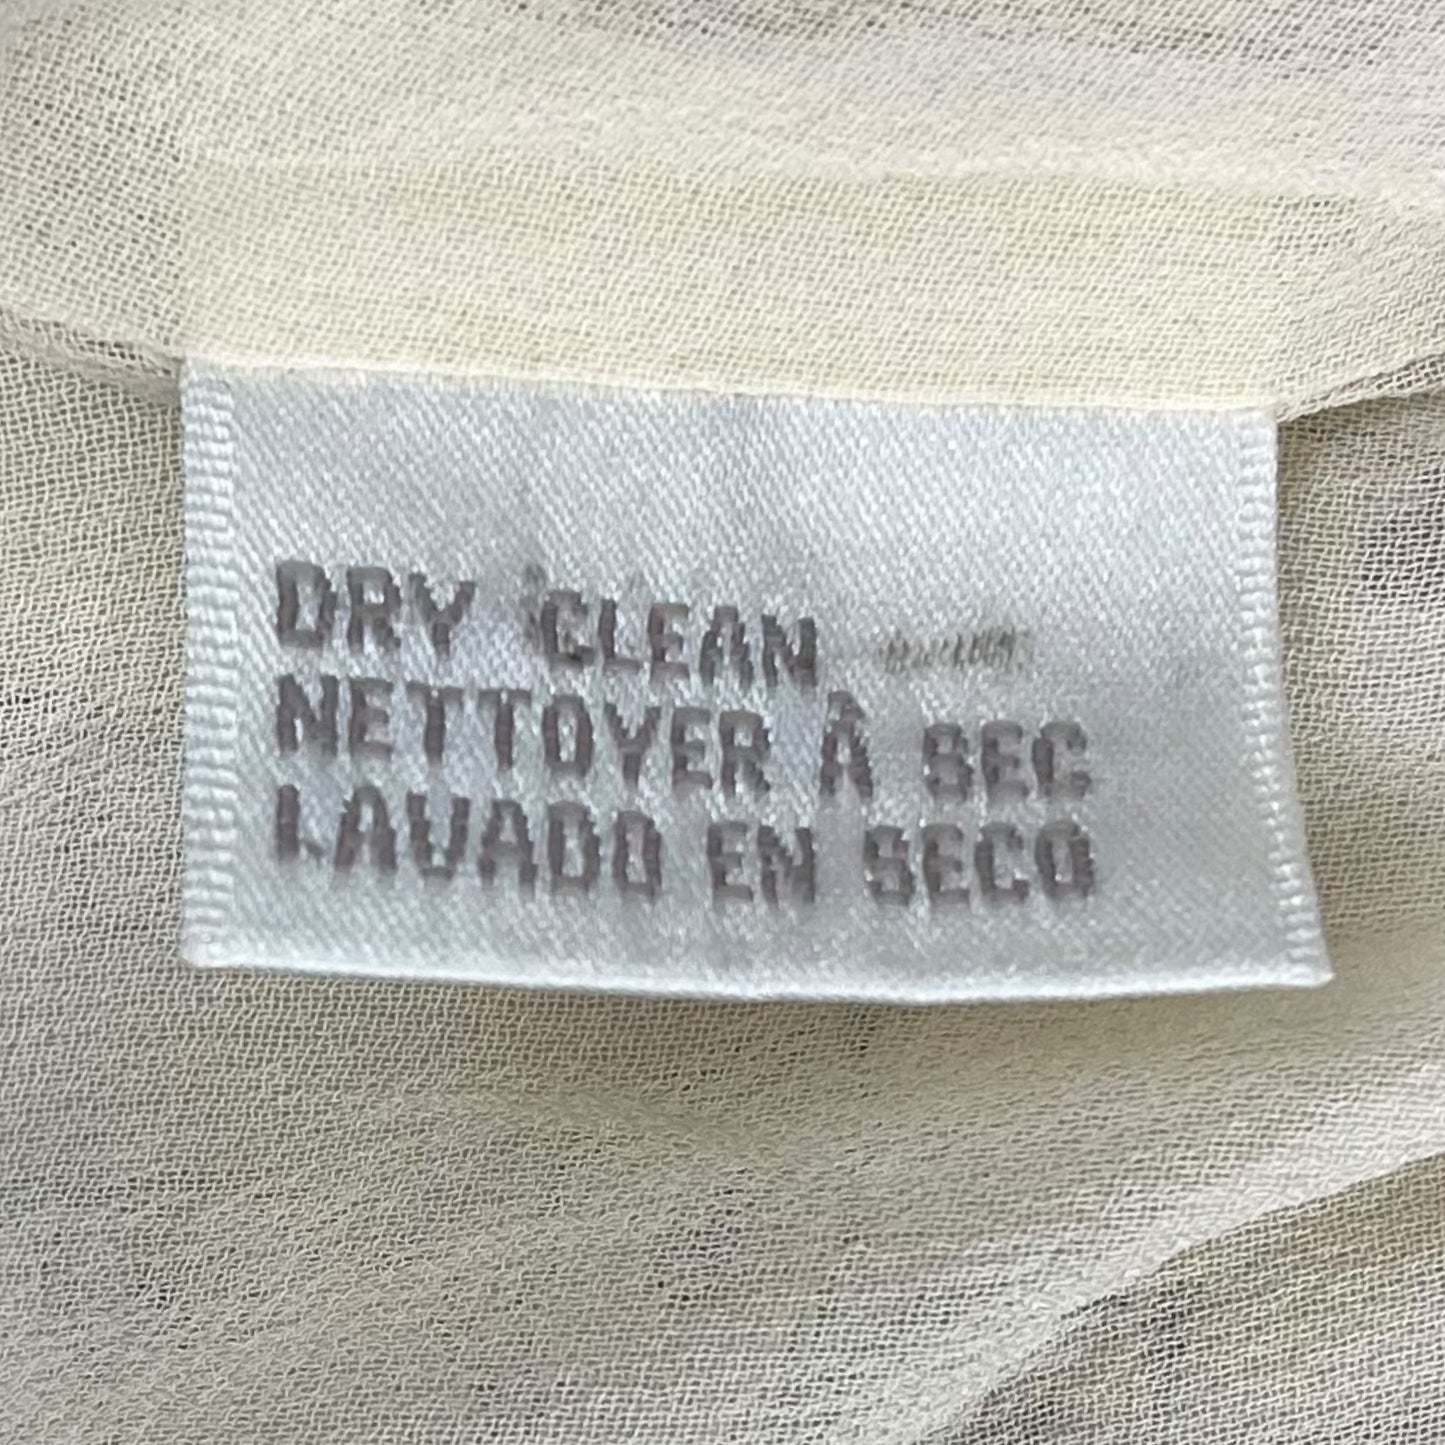 DRY CLEAN
NETTOYER À SEC
LAVADO EN SECO